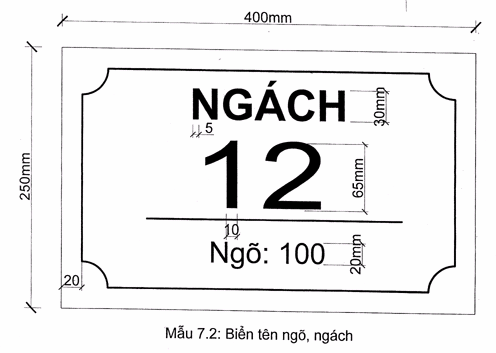 400mm
NGÁCH
30mm
5
12
65mm
250mm
10
Ngõ: 100
20mm
20
Mẫu 7.2: Biển tên ngõ, ngách